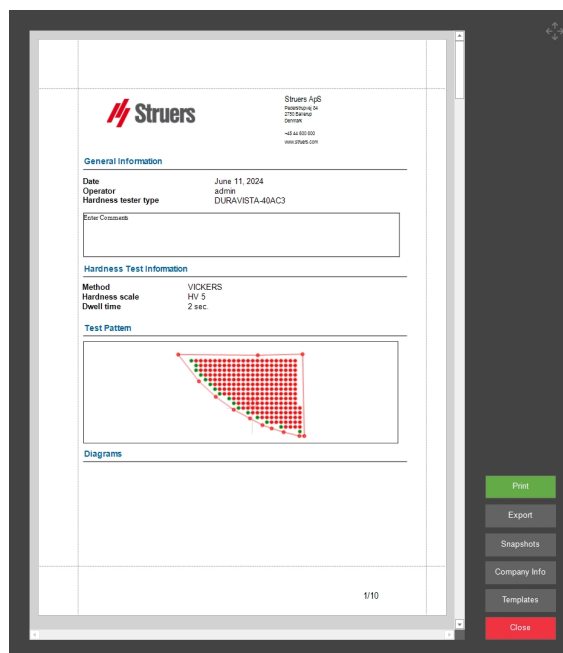 Struers
Struers ApS
Pederstrupvej 84
2750 Ballerup
Denmark
+45 44 600 800
www.struers.com
General Information
Date June 11, 2024
Operator admin
Hardness tester type DURAVISTA-40AC3
Enter Comments
Hardness Test Information
Method VICKERS
Hardness scale HV 5
Dwell time 2 sec.
Test Pattern
Diagrams
1/10
Print
Export
Snapshots
Company Info
Templates
Close